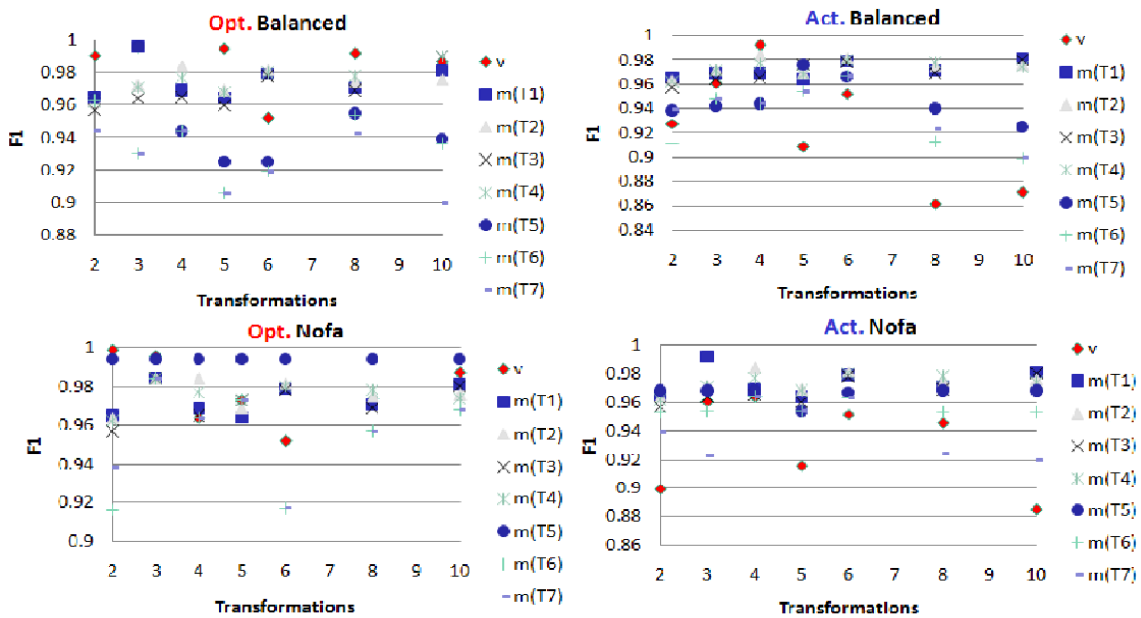 Opt. Balanced
1
0.98
0.96
0.94
0.92
0.9
0.88
F1
2 3 4 5 6 7 8 9 10
Transformations
v
m(T1)
m(T2)
m(T3)
m(T4)
m(T5)
m(T6)
m(T7)
Act. Balanced
1
0.98
0.96
0.94
0.92
0.9
0.88
0.86
0.84
F1
2 3 4 5 6 7 8 9 10
Transformations
v
m(T1)
m(T2)
m(T3)
m(T4)
m(T5)
m(T6)
m(T7)
Opt. Nofa
1
0.98
0.96
0.94
0.92
0.9
F1
2 3 4 5 6 7 8 9 10
Transformations
v
m(T1)
m(T2)
m(T3)
m(T4)
m(T5)
m(T6)
m(T7)
Act. Nofa
1
0.98
0.96
0.94
0.92
0.9
0.88
0.86
F1
2 3 4 5 6 7 8 9 10
Transformations
v
m(T1)
m(T2)
m(T3)
m(T4)
m(T5)
m(T6)
m(T7)